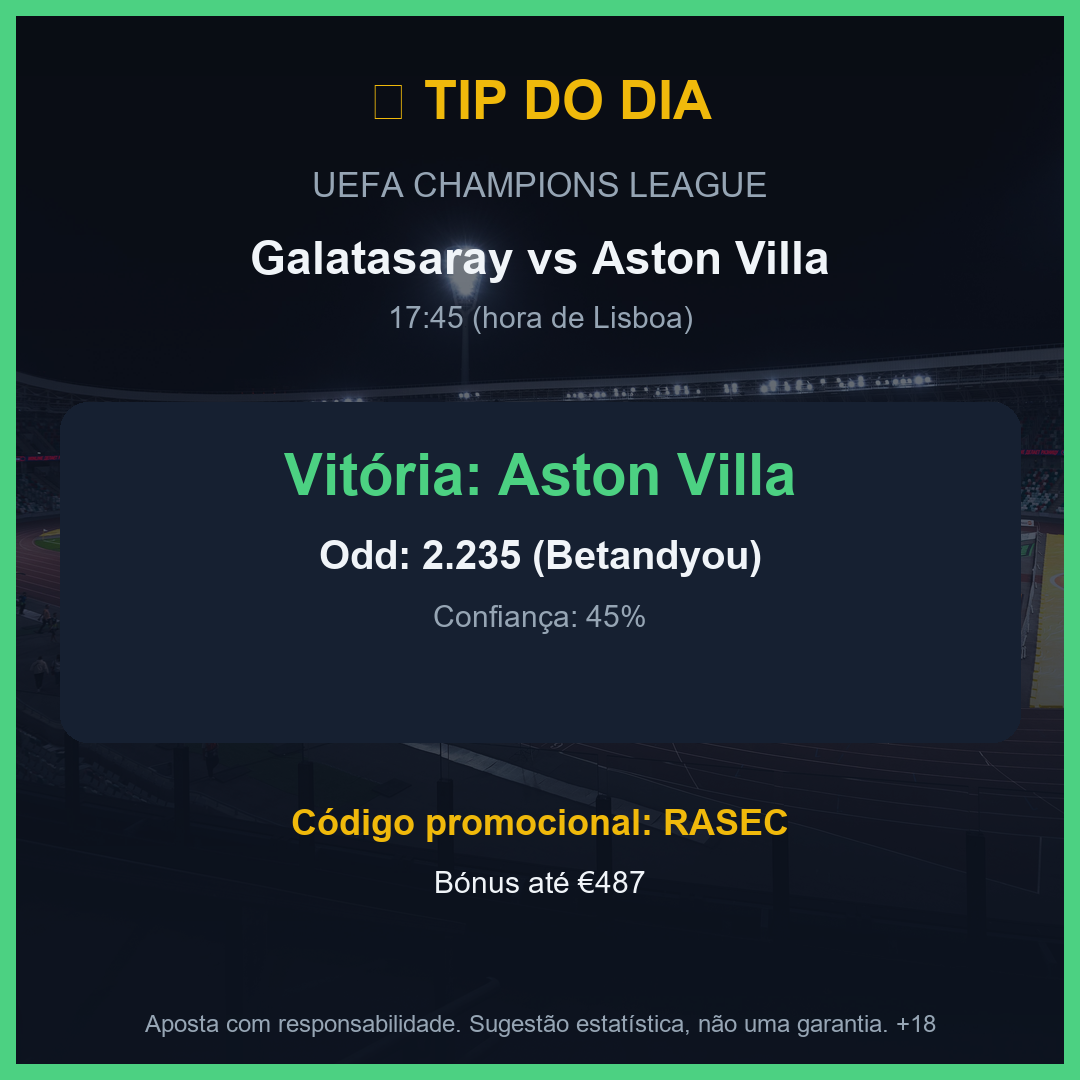 TIP DO DIA
UEFA CHAMPIONS LEAGUE
Galatasaray vs Aston Villa
17:45 (hora de Lisboa)
Vitória: Aston Villa
Odd: 2.235 (Betandyou)
Confiança: 45%
Código promocional: RASEC
Bónus até €487
Aposta com responsabilidade. Sugestão estatística, não uma garantia. +18